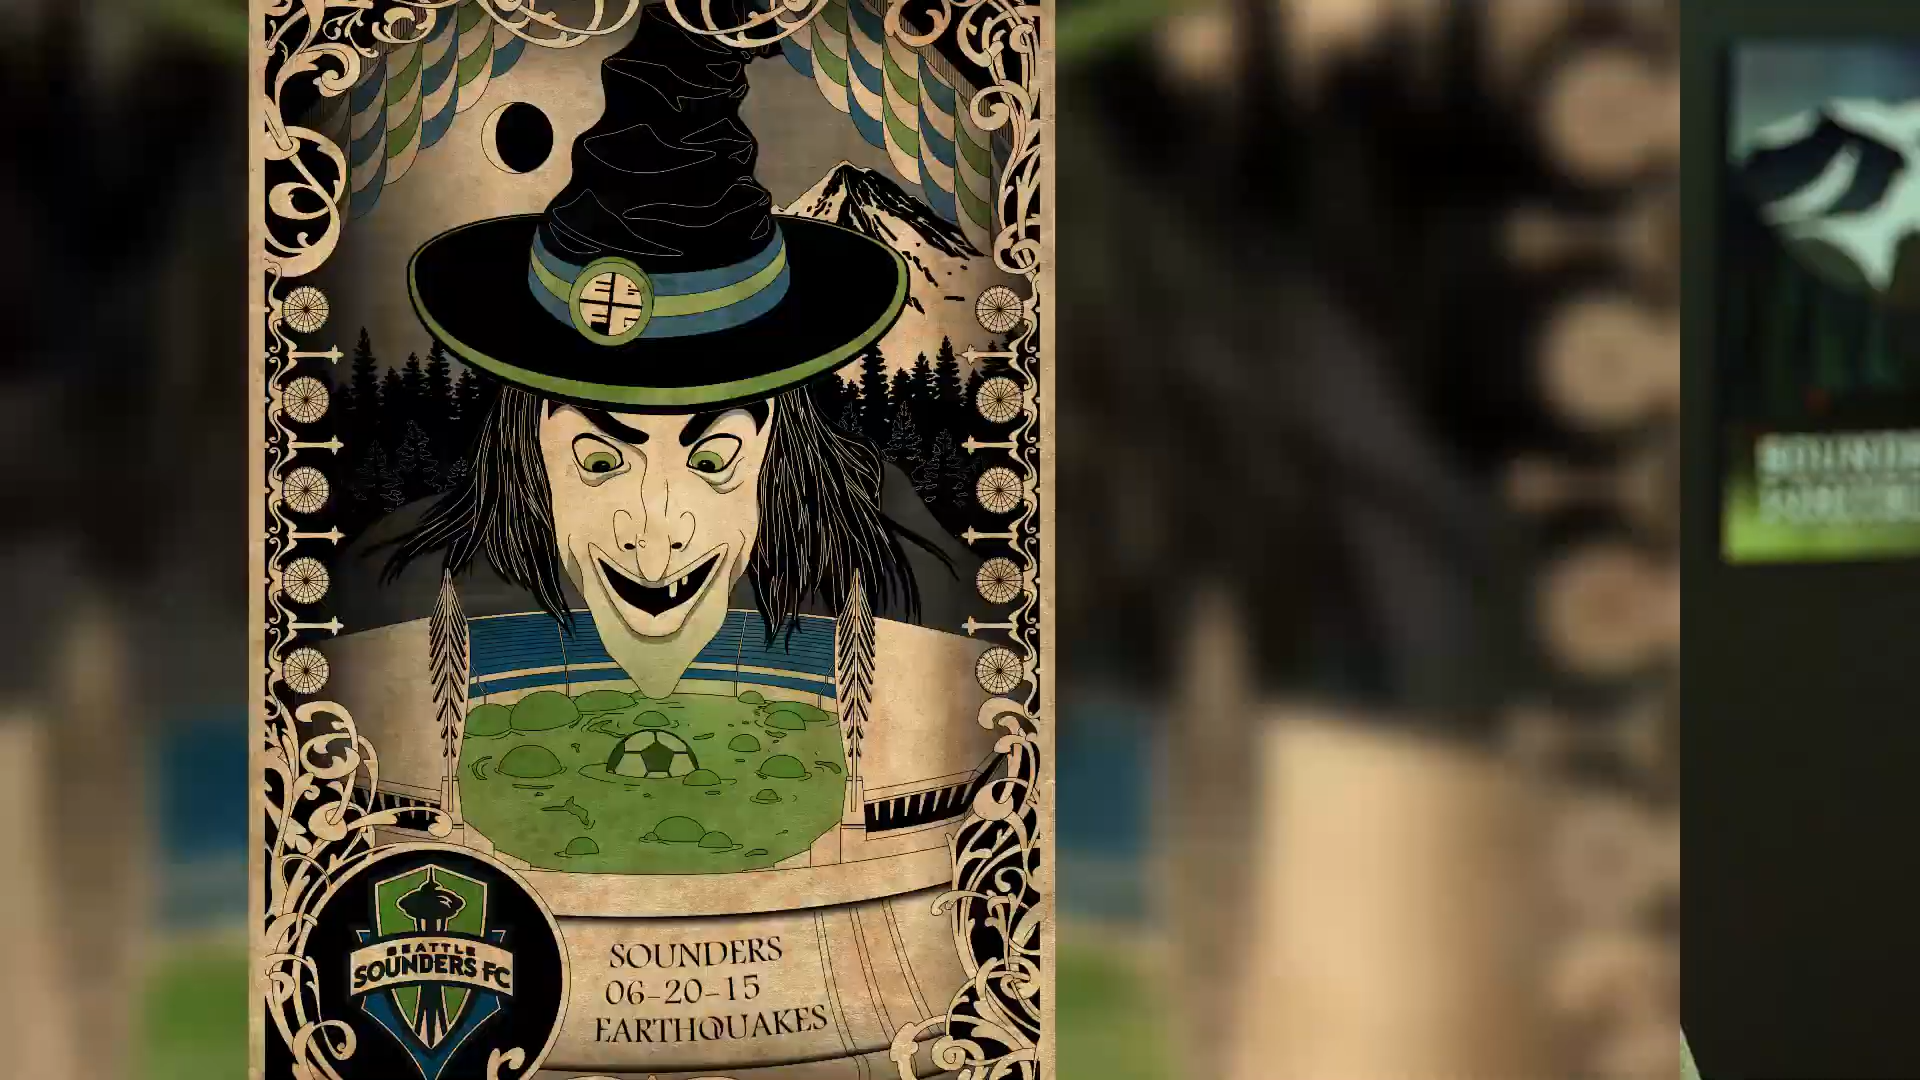 SEATTLE
SOUNDERS FC
SOUNDERS
06-20-15
EARTHQUAKES